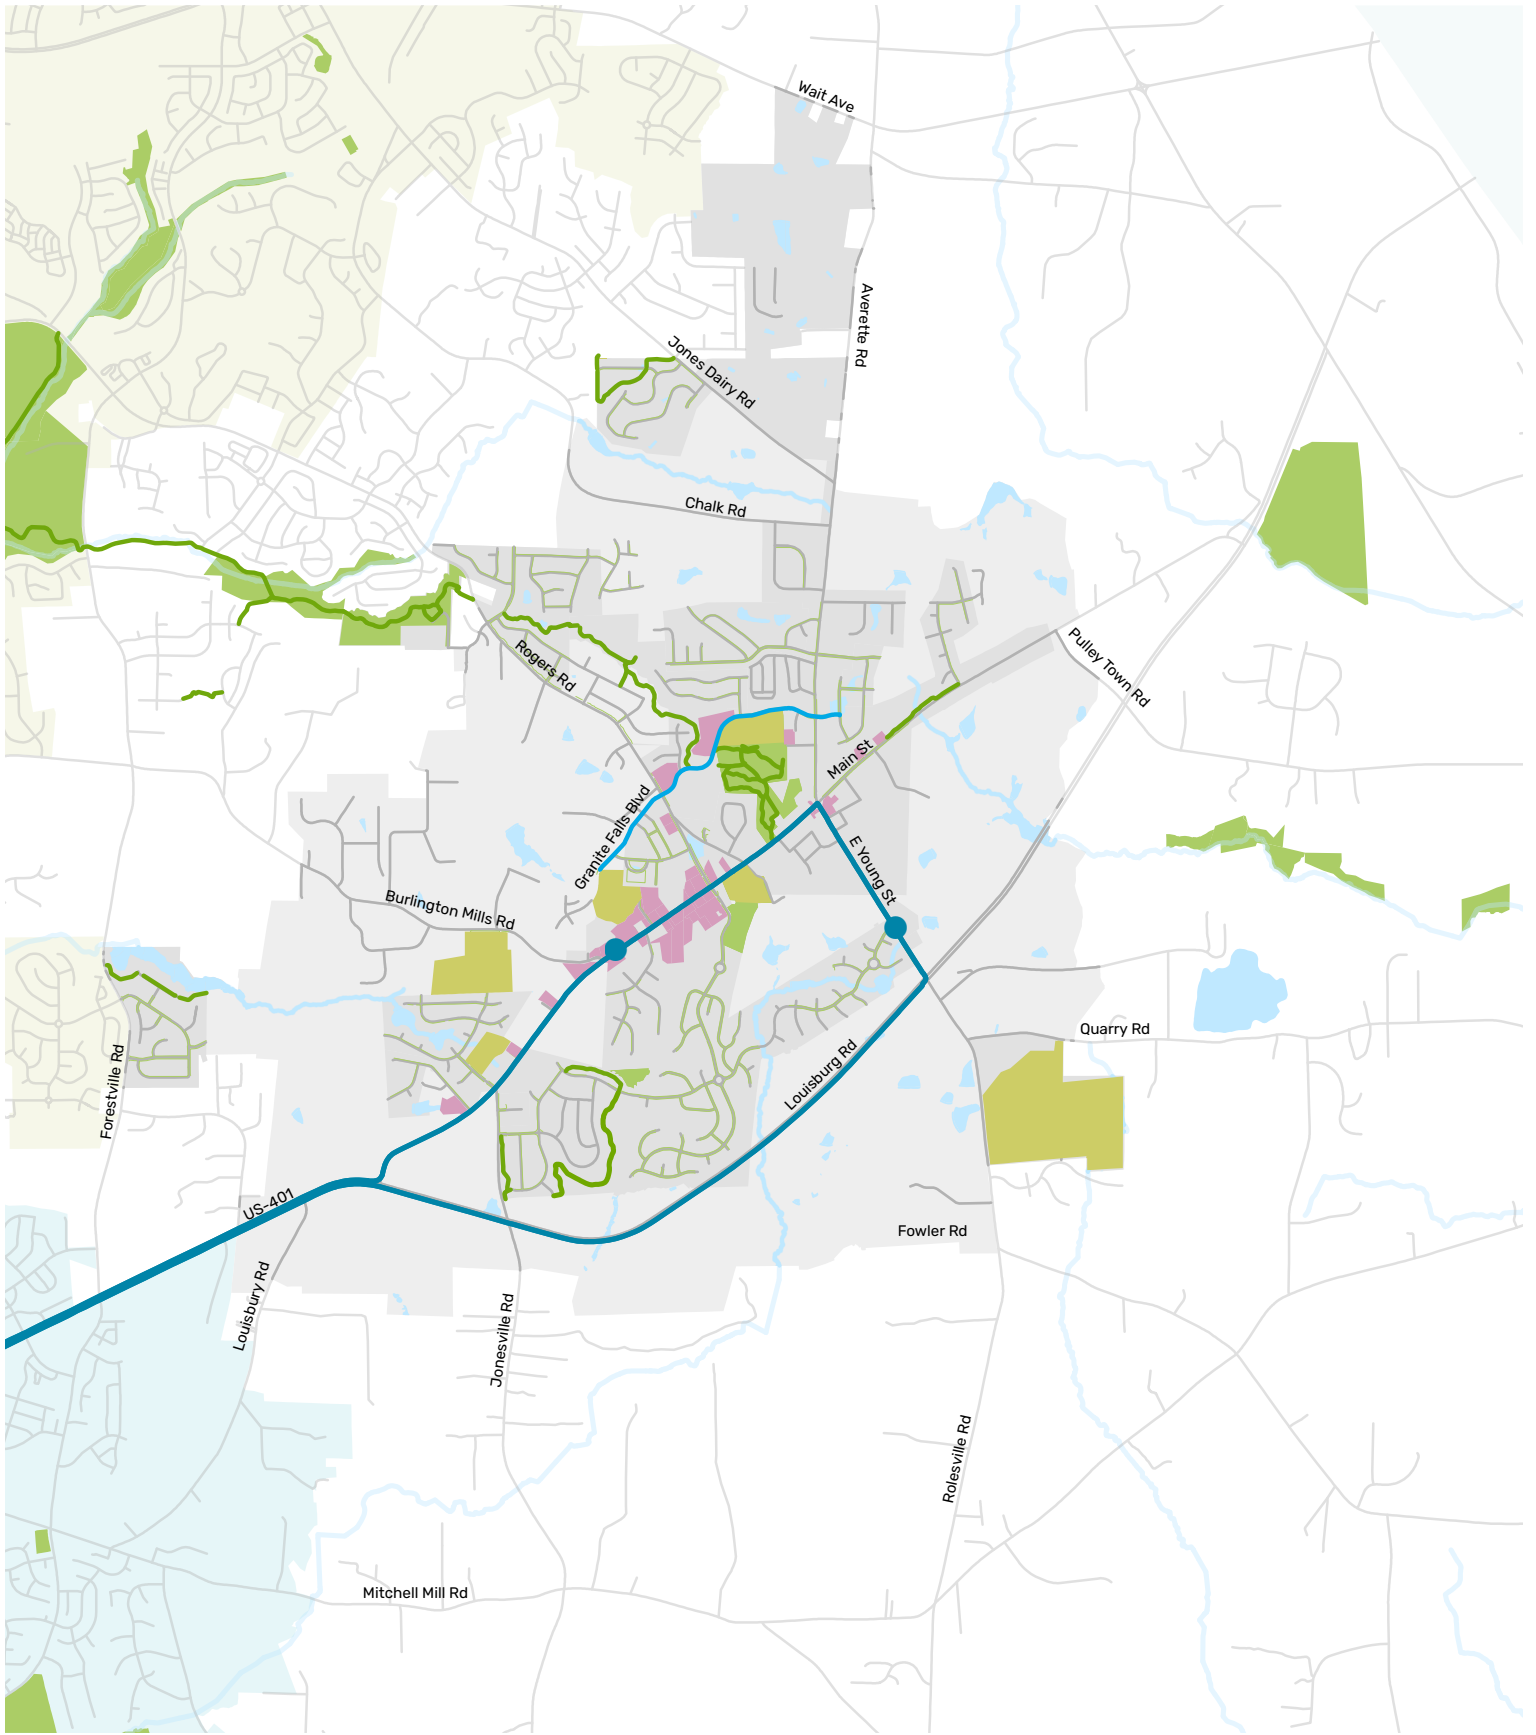 Wait Ave
Averette Rd
Jones Dairy Rd
Chalk Rd
Rogers Rd
Pulley Town Rd
Main St
Granite Falls Blvd
E Young St
Burlington Mills Rd
Quarry Rd
Forestville Rd
Louisburg Rd
US-401
Fowler Rd
Louisbury Rd
Jonesville Rd
Rolesville Rd
Mitchell Mill Rd